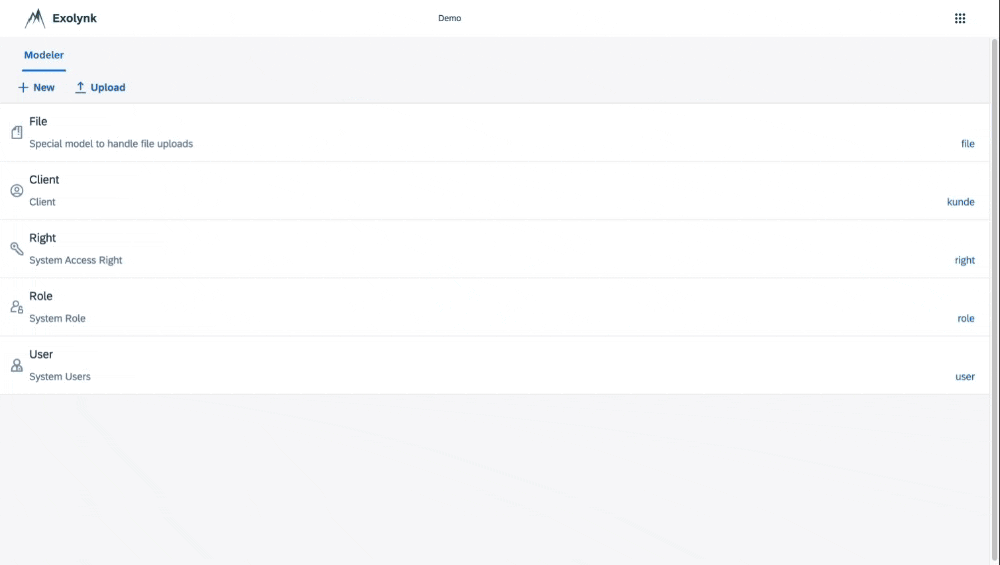 Exolynk
Demo
Modeler
New
Upload
File
Special model to handle file uploads
file
Client
Client
kunde
Right
System Access Right
right
Role
System Role
role
User
System Users
user